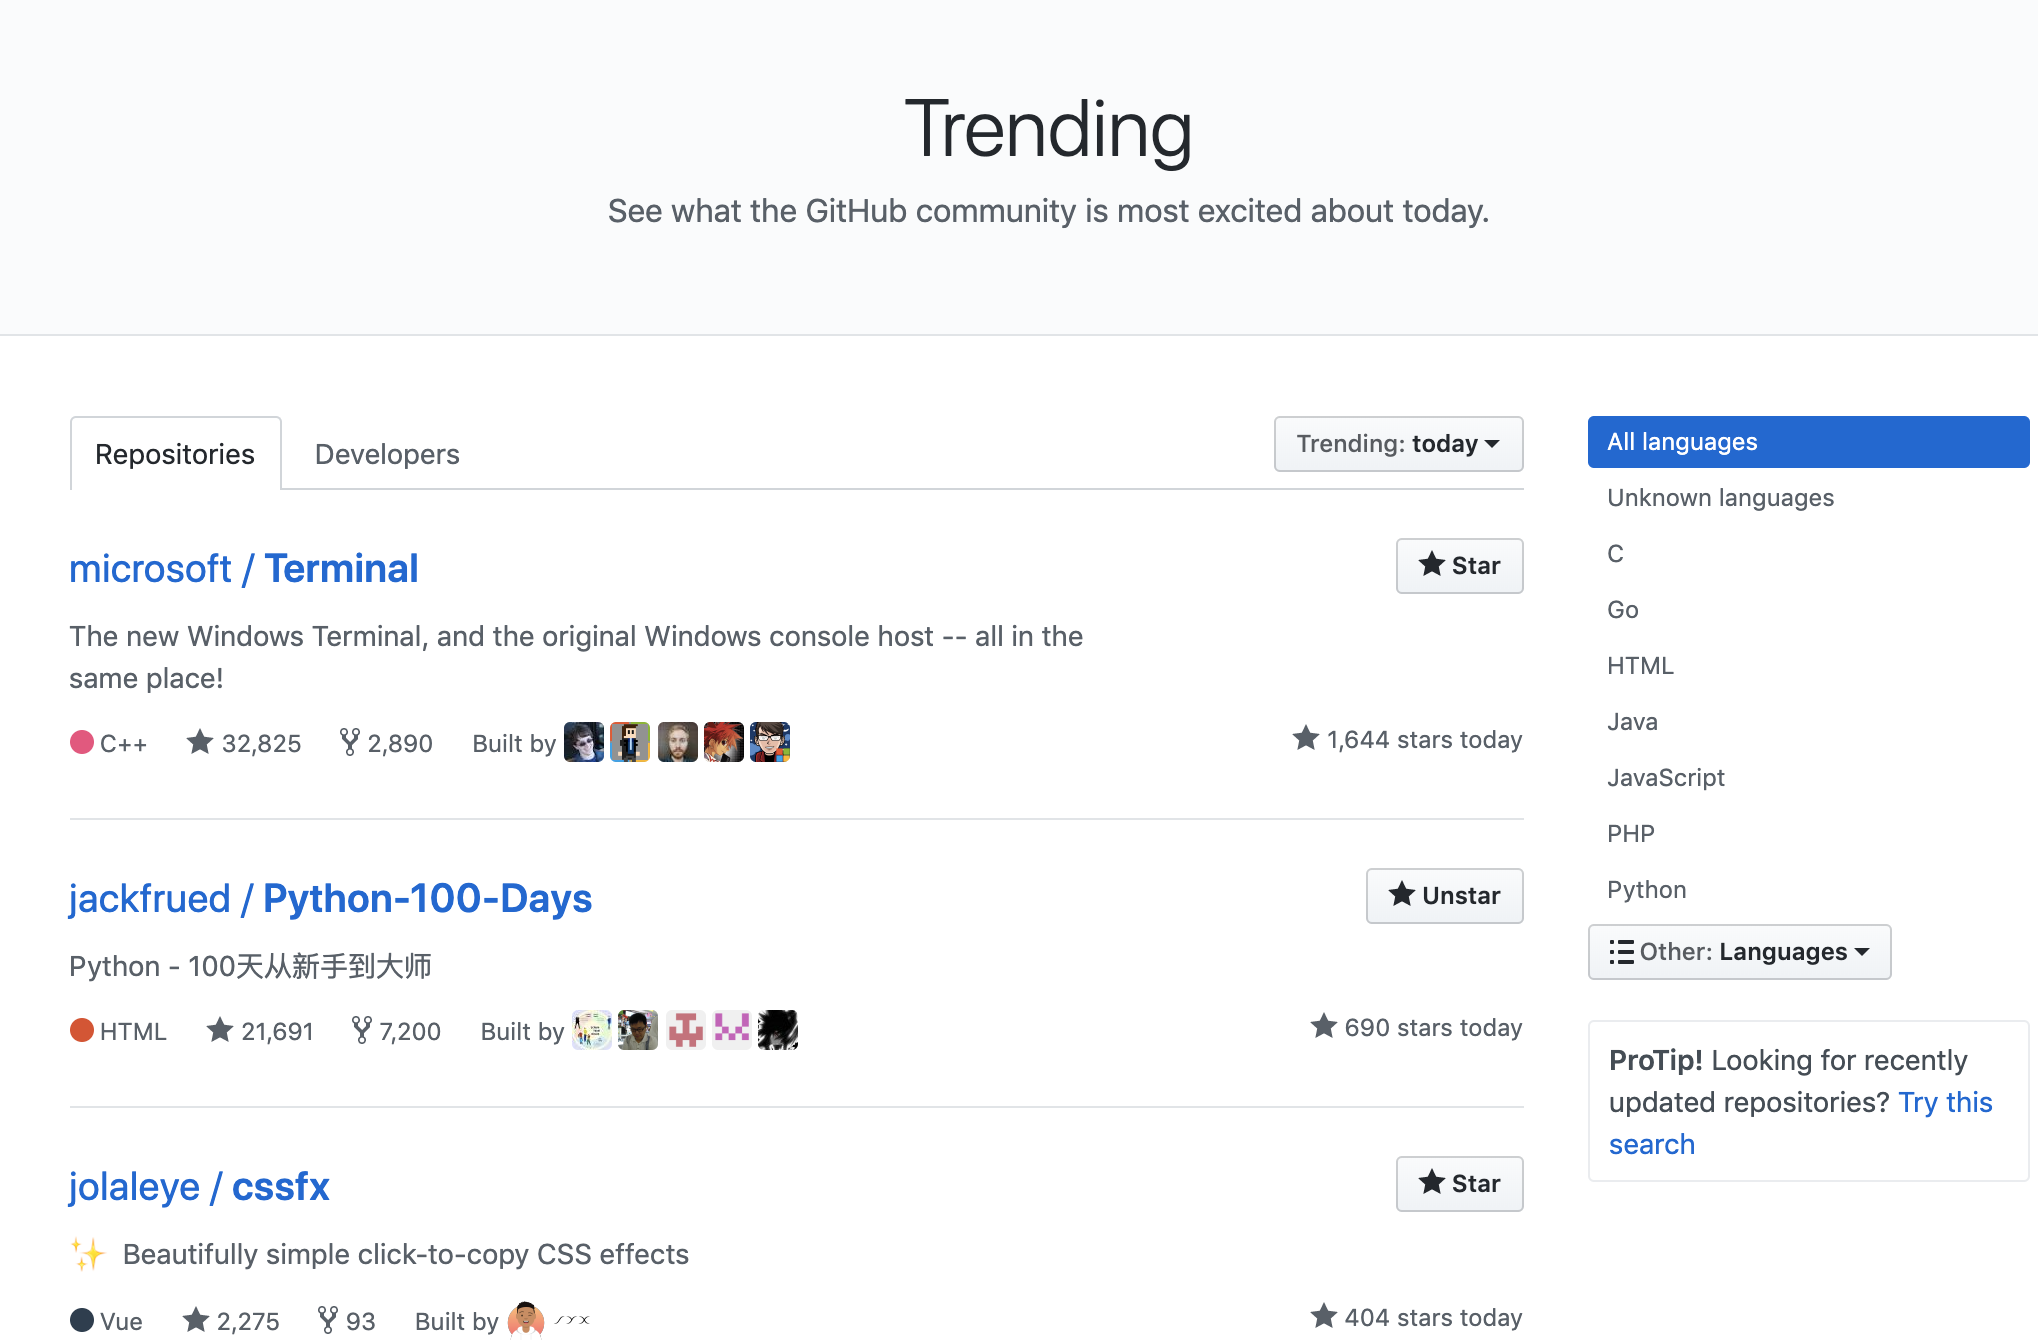 Trending
See what the GitHub community is most excited about today.
Repositories
Developers
Trending: today
microsoft / Terminal
Star
The new Windows Terminal, and the original Windows console host -- all in the
same place!
C++
32,825
2,890
Built by
1,644 stars today
jackfrued / Python-100-Days
Unstar
Python - 100天从新手到大师
HTML
21,691
7,200
Built by
690 stars today
jolaleye / cssfx
Star
✨ Beautifully simple click-to-copy CSS effects
Vue
2,275
93
Built by
404 stars today
All languages
Unknown languages
C
Go
HTML
Java
JavaScript
PHP
Python
Other: Languages
ProTip! Looking for recently
updated repositories? Try this
search